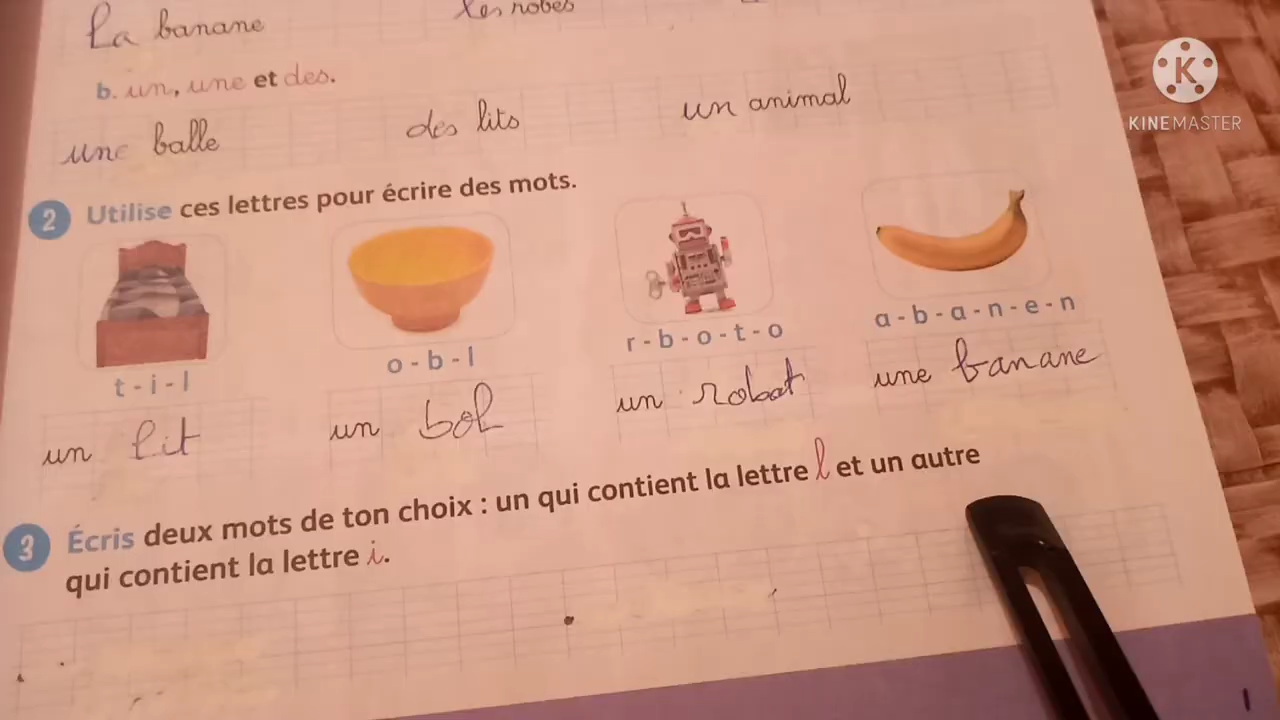 La banane les robes
b. un, une et des.
une balle des lits un animal
2 Utilise ces lettres pour écrire des mots.
t - i - l o - b - l r - b - o - t - o a - b - a - n - e - n
un lit un bol un robot une banane
3 Écris deux mots de ton choix : un qui contient la lettre l et un autre
qui contient la lettre i.
K
KINEMASTER